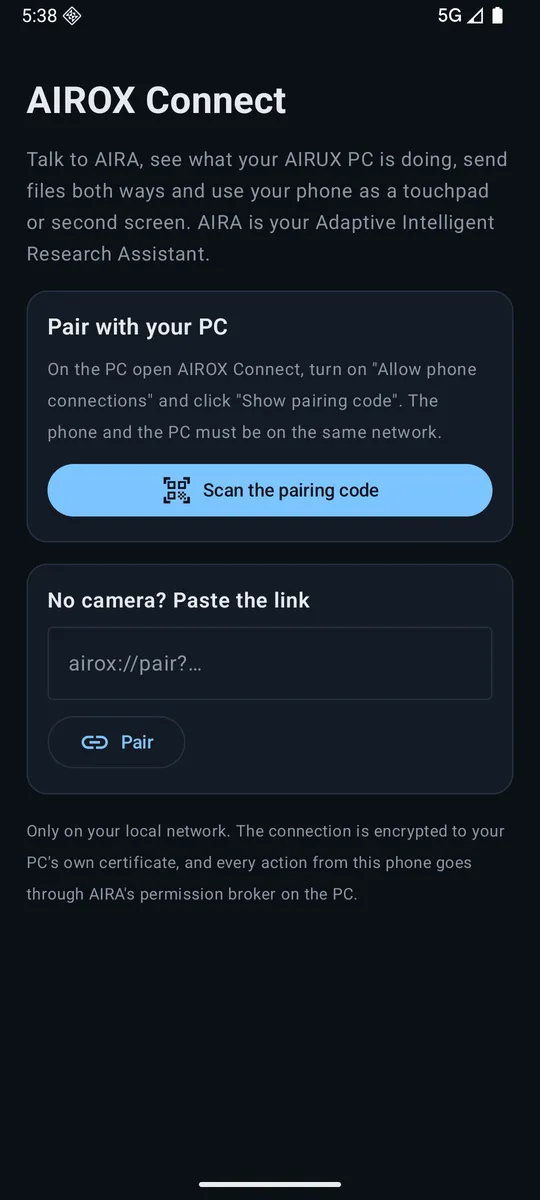 5:38
5G
AIROX Connect
Talk to AIRA, see what your AIRUX PC is doing, send
files both ways and use your phone as a touchpad
or second screen. AIRA is your Adaptive Intelligent
Research Assistant.
Pair with your PC
On the PC open AIROX Connect, turn on "Allow phone
connections" and click "Show pairing code". The
phone and the PC must be on the same network.
Scan the pairing code
No camera? Paste the link
airox://pair?…
Pair
Only on your local network. The connection is encrypted to your
PC's own certificate, and every action from this phone goes
through AIRA's permission broker on the PC.